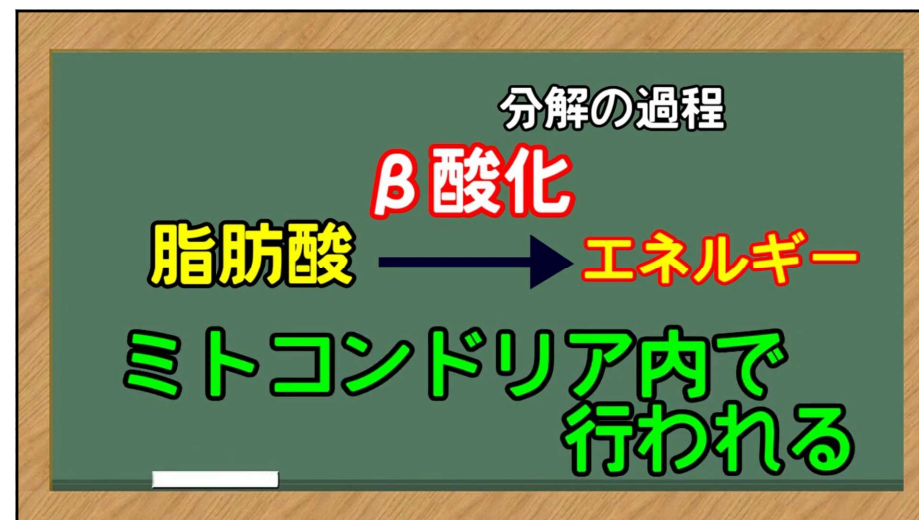 分解の過程
β酸化
脂肪酸 → エネルギー
ミトコンドリア内で
行われる